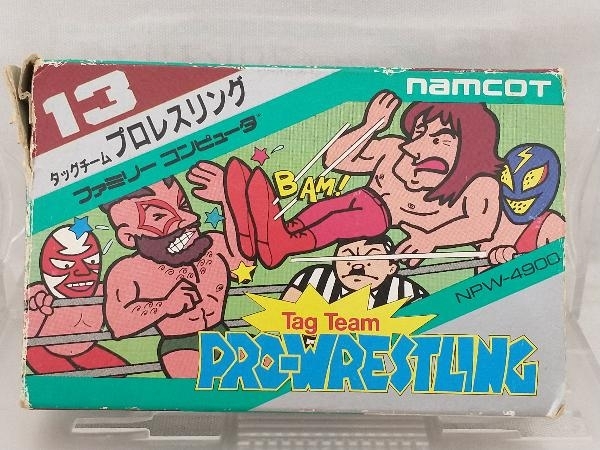 13
namcot
タッグチーム プロレスリング
ファミリー コンピュータ
BAM!
NPW-4900
Tag Team
PRO-WRESTLING